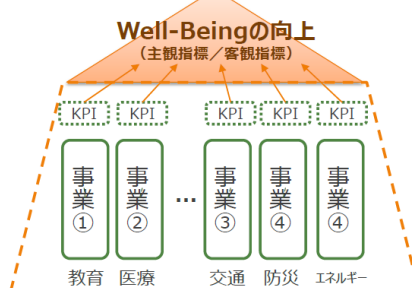 Well-Beingの向上
（主観指標／客観指標）
KPI KPI KPI KPI KPI
事業① 事業② … 事業③ 事業④ 事業④
教育 医療 交通 防災 エネルギー